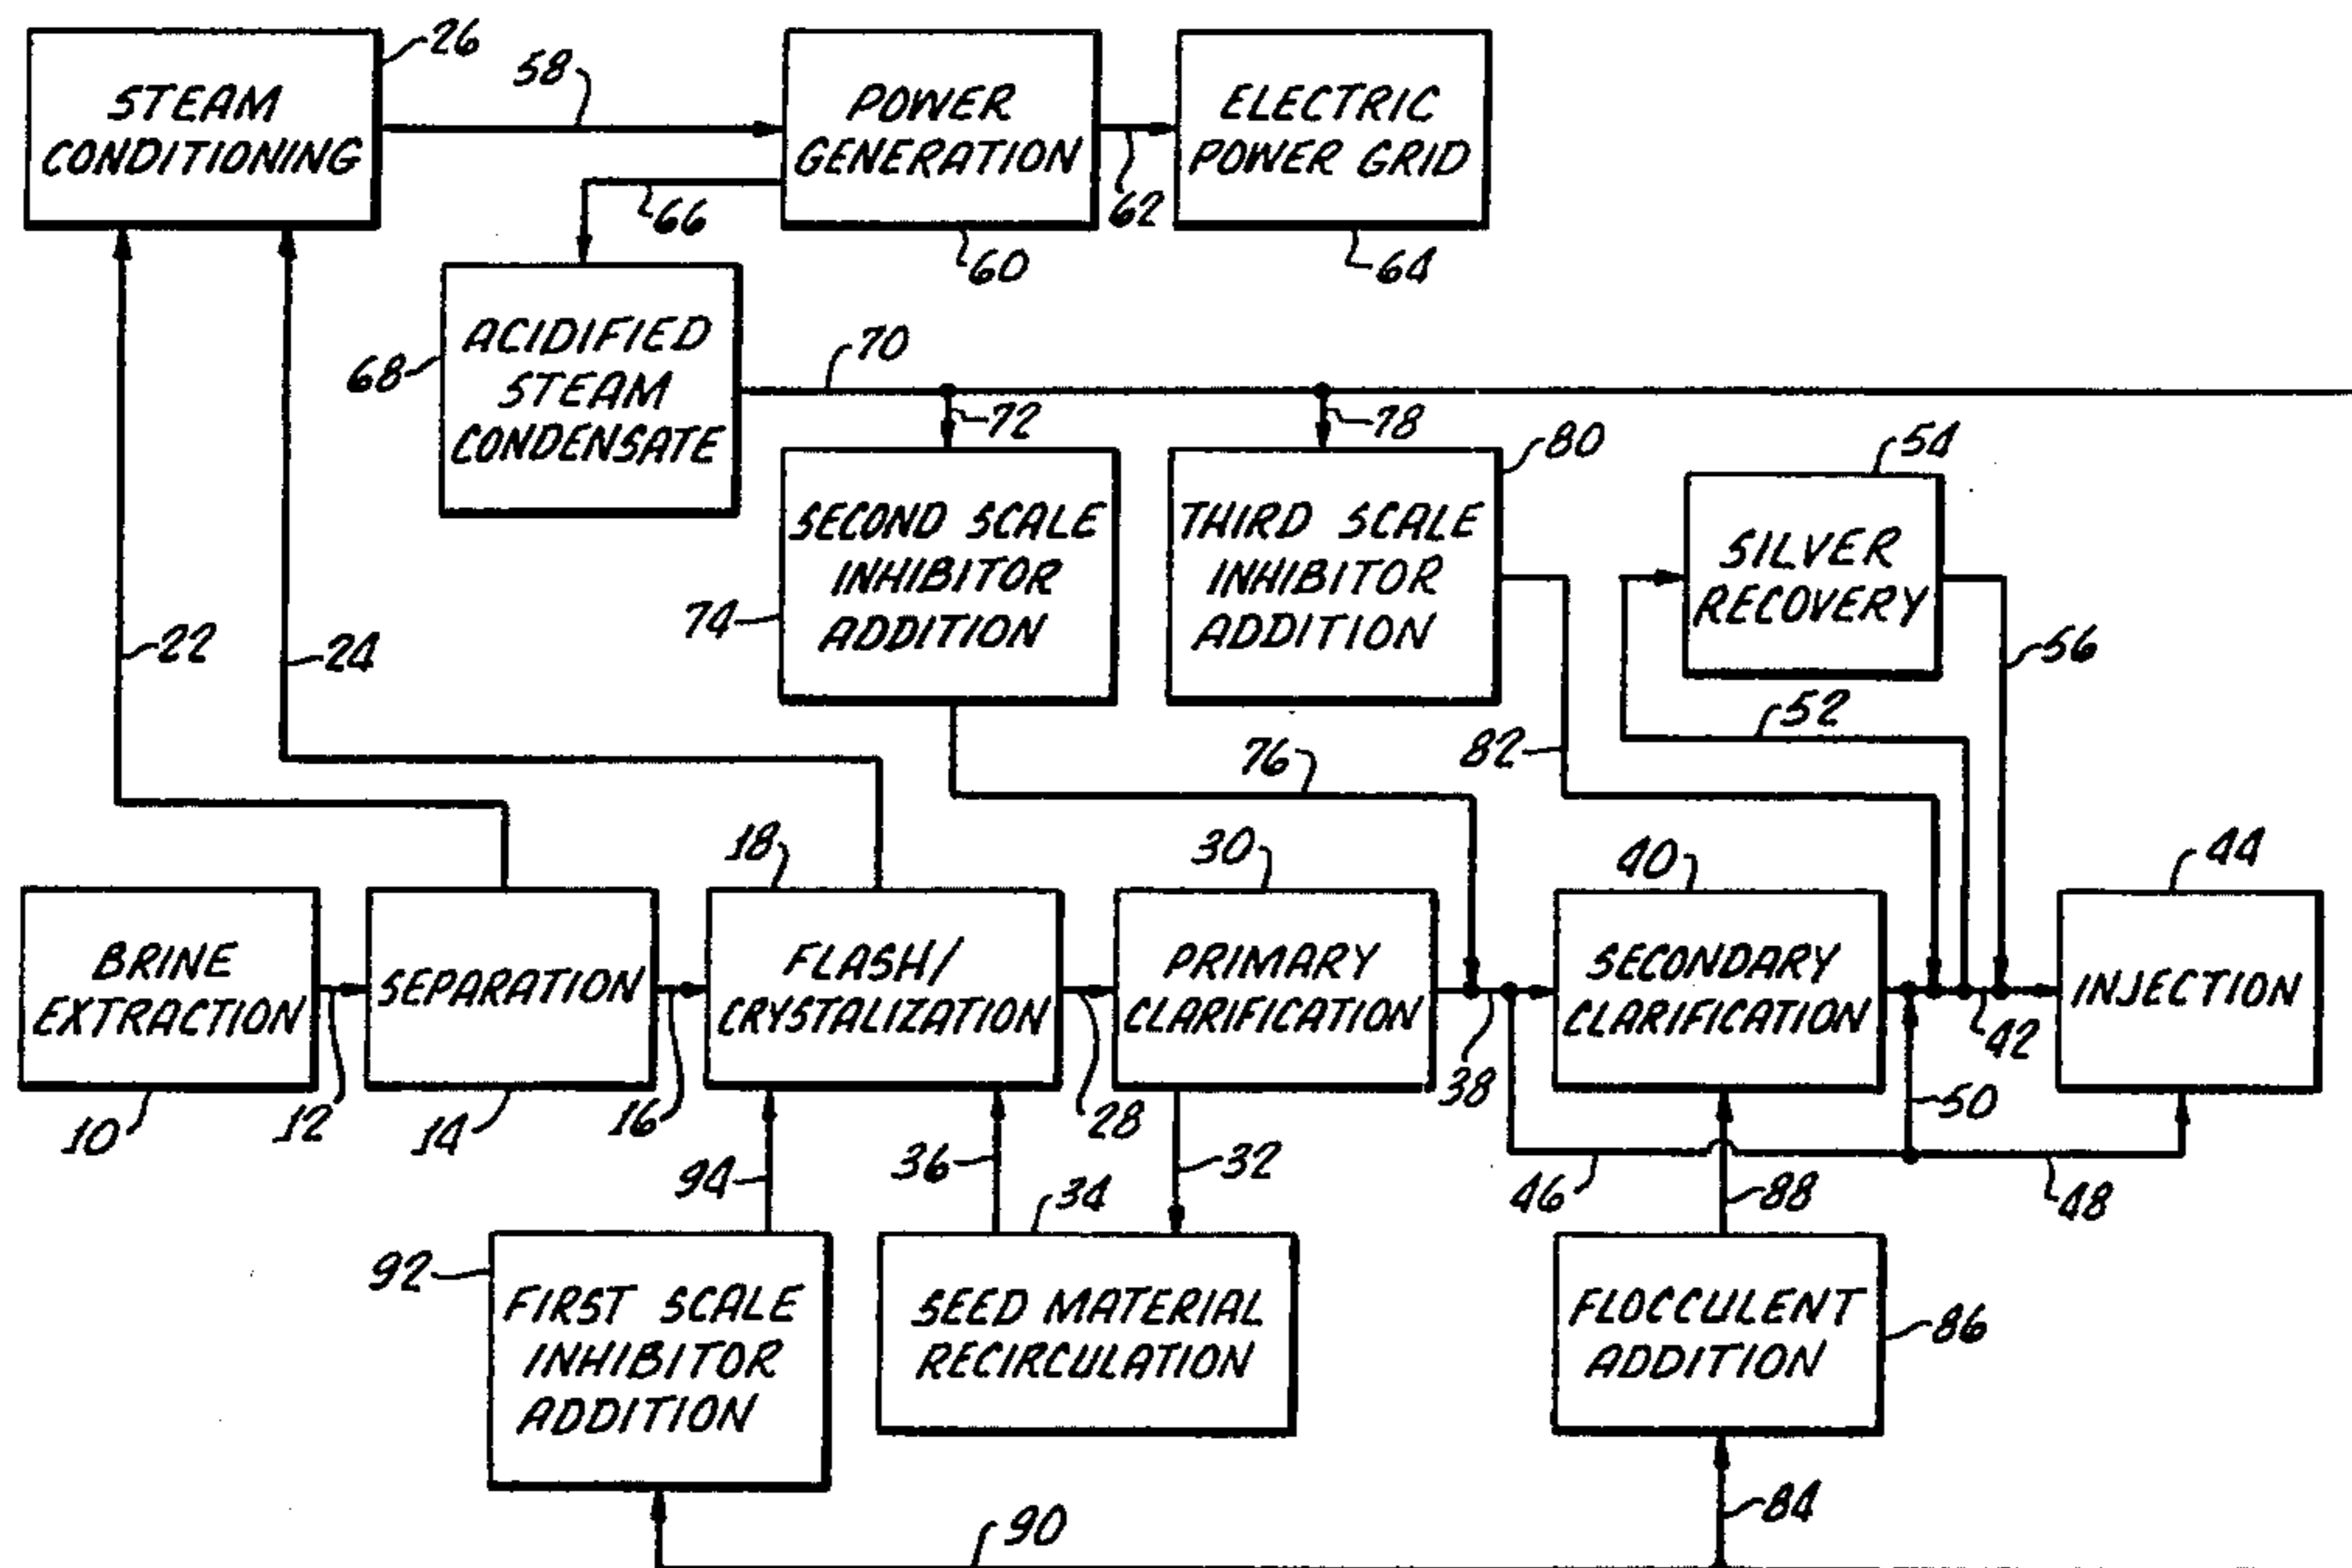 26
STEAM
CONDITIONING
58
POWER
GENERATION
ELECTRIC
POWER GRID
62
66
60
64
ACIDIFIED
STEAM
CONDENSATE
68
70
72
78
80
54
SECOND SCALE
INHIBITOR
ADDITION
74
THIRD SCALE
INHIBITOR
ADDITION
SILVER
RECOVERY
22
24
56
52
76
82
18
30
40
44
BRINE
EXTRACTION
SEPARATION
FLASH/
CRYSTALIZATION
PRIMARY
CLARIFICATION
SECONDARY
CLARIFICATION
INJECTION
10
12
14
16
28
38
42
50
94
36
32
34
46
88
48
92
FIRST SCALE
INHIBITOR
ADDITION
SEED MATERIAL
RECIRCULATION
FLOCCULENT
ADDITION
86
90
84